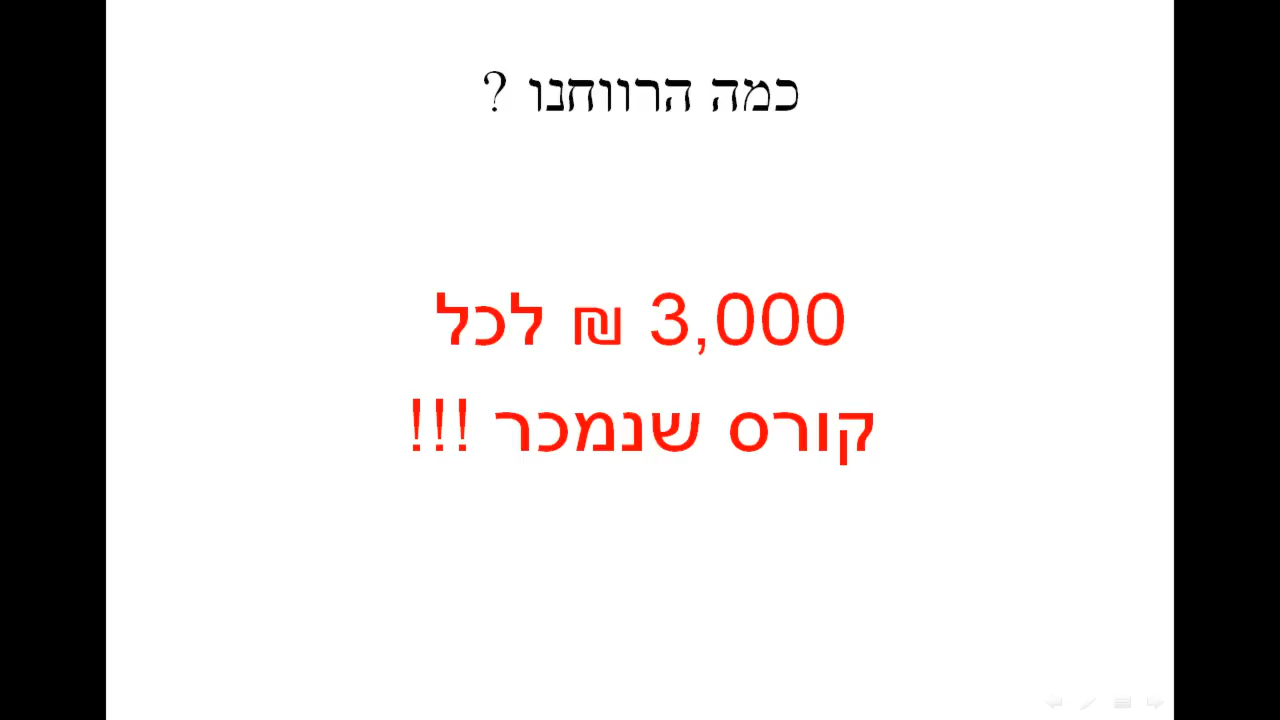 כמה הרווחנו ?
3,000 ₪ לכל
קורס שנמכר !!!